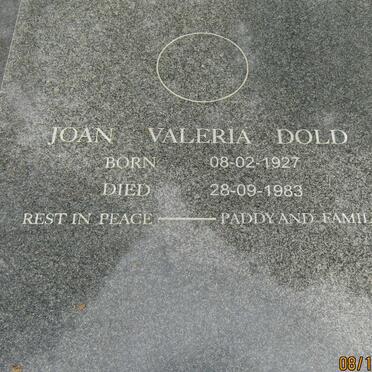 JOAN VALERIA DOLD
BORN 08-02-1927
DIED 28-09-1983
REST IN PEACE —— PADDY AND FAMIL
08/1